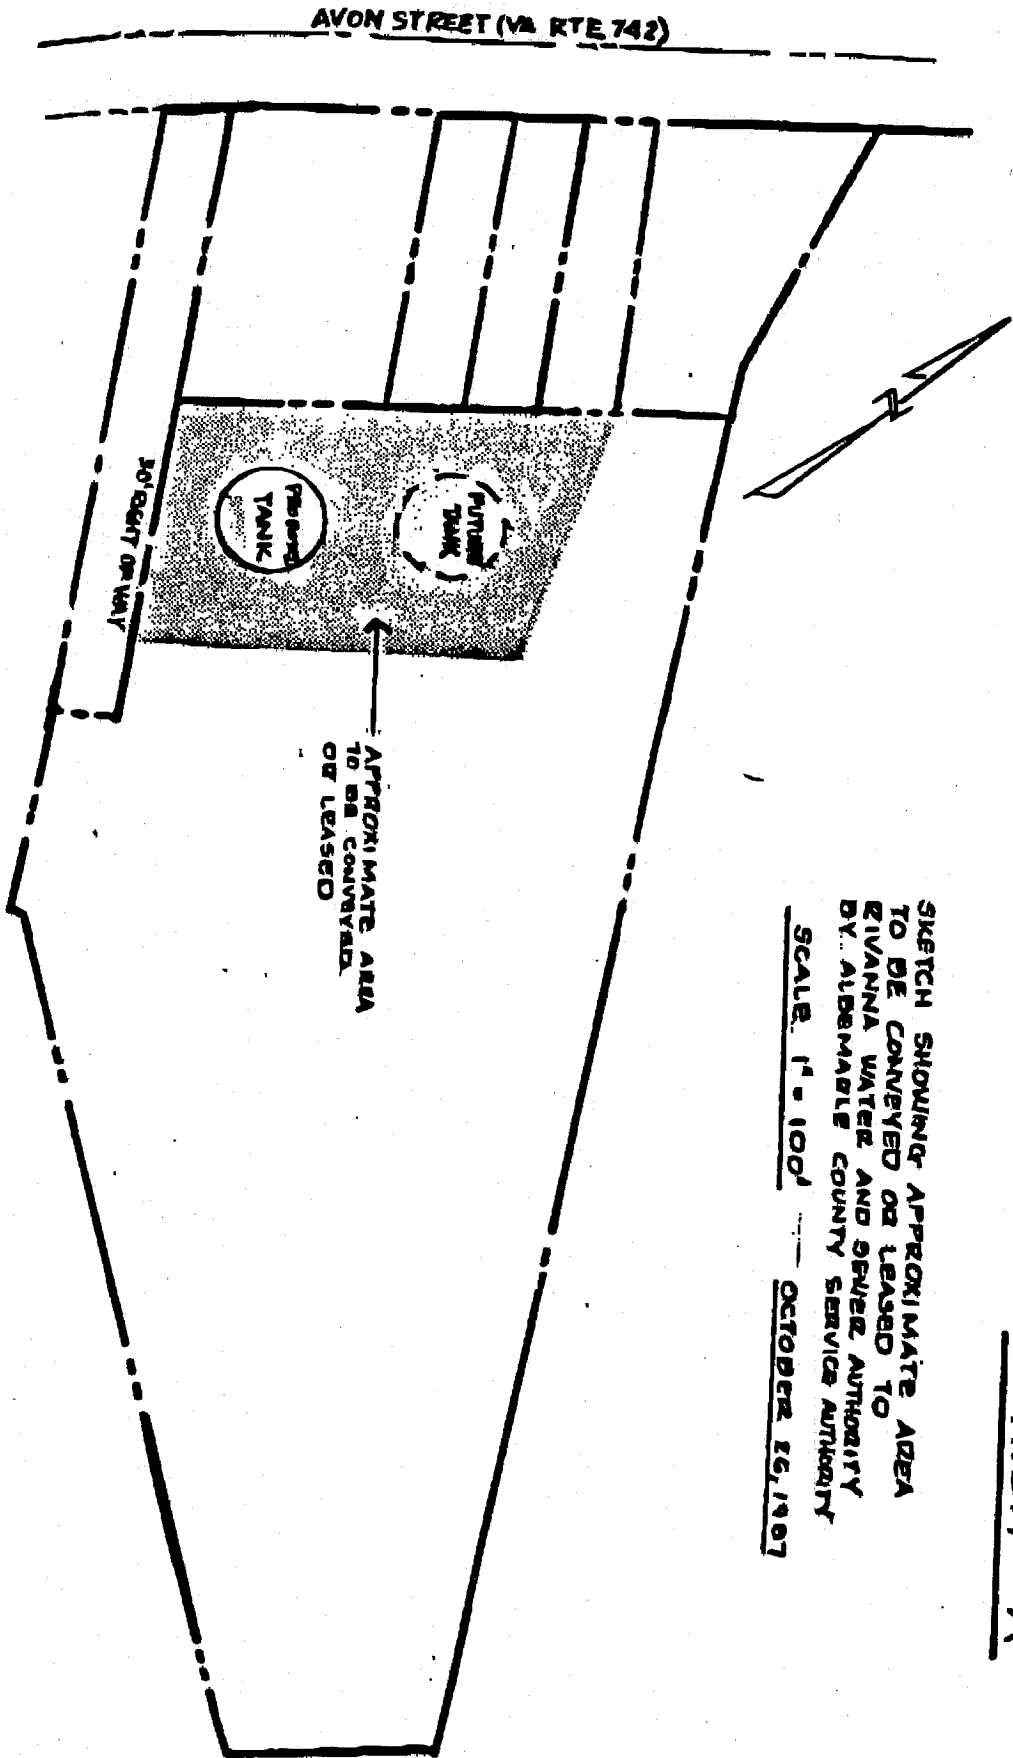 AVON STREET (VA RTE 742)
SKETCH SHOWING APPROXIMATE AREA
TO BE CONVEYED OR LEASED TO
RIVANNA WATER AND SEWER AUTHORITY
BY ALBEMARLE COUNTY SERVICE AUTHORITY
SCALE 1" = 100' — OCTOBER 26, 1987
FUTURE
TANK
TANK
30' RIGHT OF WAY
APPROXIMATE AREA
TO BE CONVEYED
OR LEASED
N